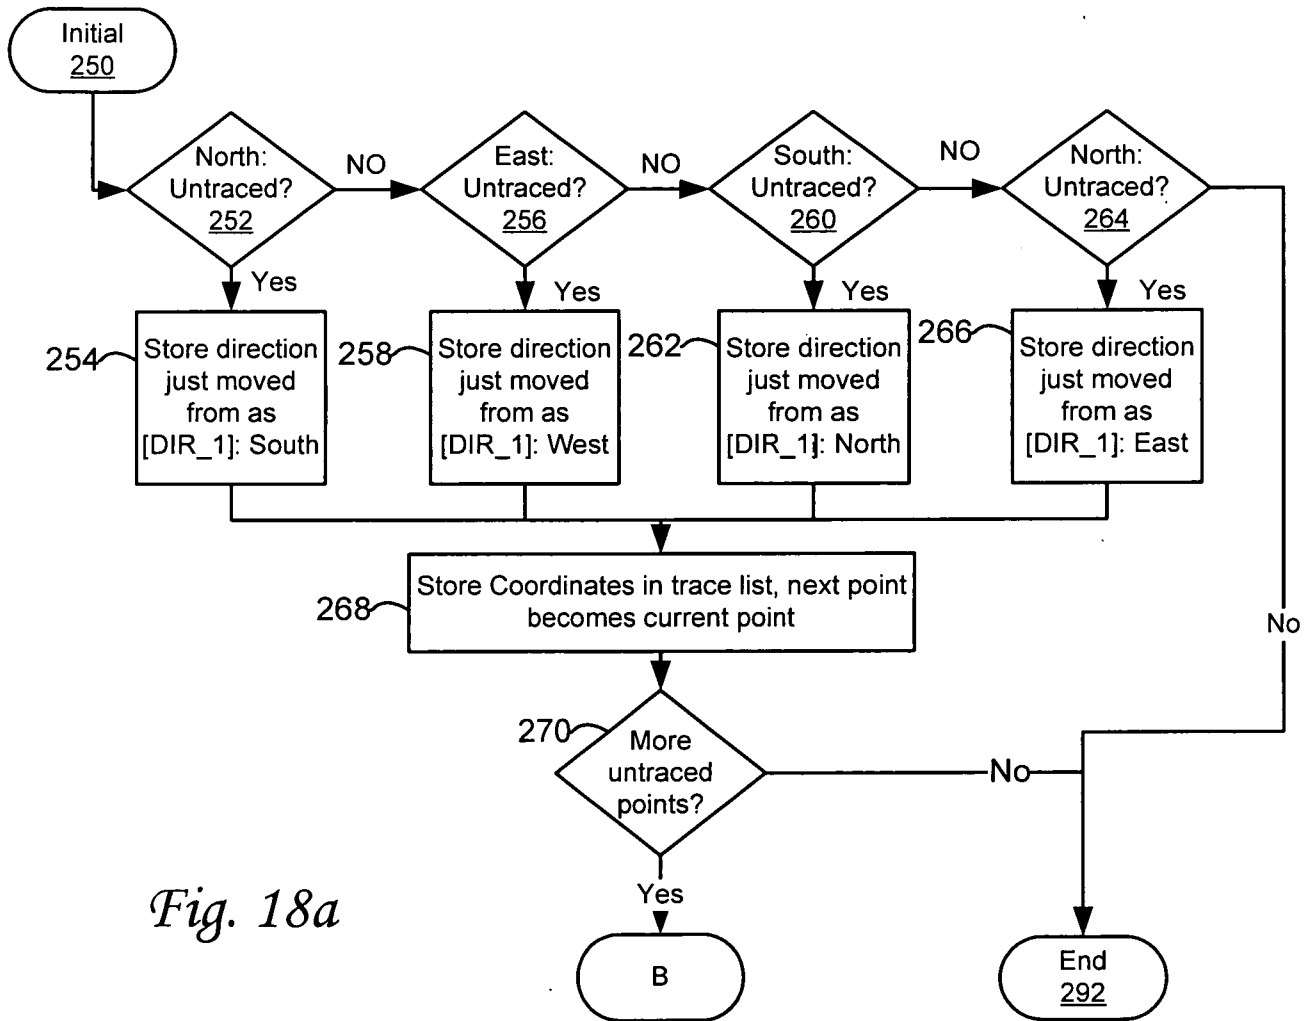 Initial
250
North:
Untraced?
252
NO
East:
Untraced?
256
NO
South:
Untraced?
260
NO
North:
Untraced?
264
Yes
Yes
Yes
Yes
254
Store direction
just moved
from as
[DIR_1]: South
258
Store direction
just moved
from as
[DIR_1]: West
262
Store direction
just moved
from as
[DIR_1]: North
266
Store direction
just moved
from as
[DIR_1]: East
268
Store Coordinates in trace list, next point
becomes current point
No
270
More
untraced
points?
No
Yes
B
End
292
Fig. 18a